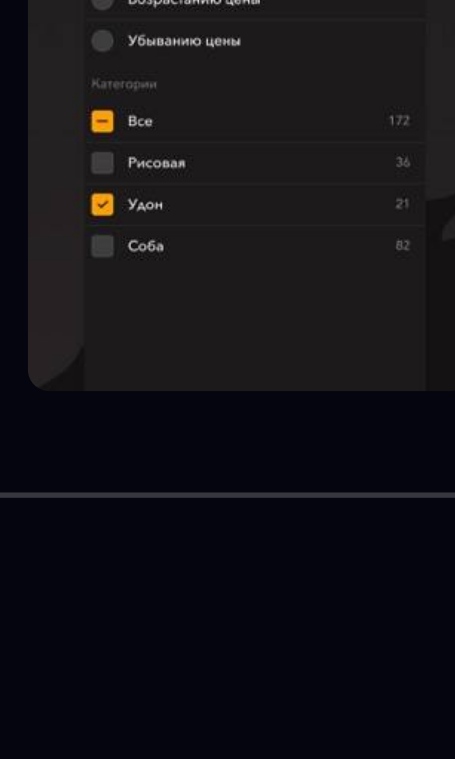 Возрастанию цены
Убыванию цены
Категории
Все 172
Рисовая 36
Удон 21
Соба 82